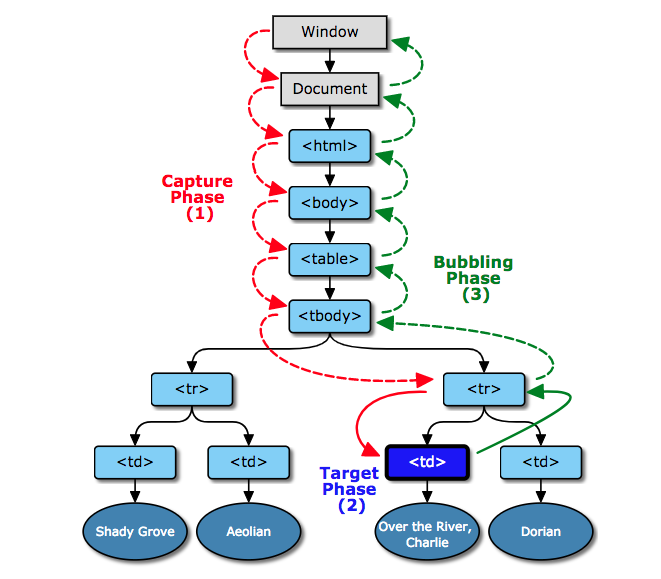 Window
Document
<html>
Capture
Phase
(1)
<body>
<table>
Bubbling
Phase
(3)
<tbody>
<tr>
<tr>
<td>
<td>
Target
Phase
(2)
<td>
<td>
Shady Grove
Aeolian
Over the River,
Charlie
Dorian